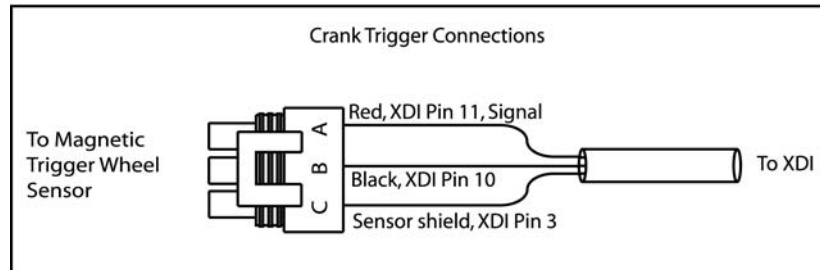 Crank Trigger Connections
Red, XDI Pin 11, Signal
To Magnetic
Trigger Wheel
Sensor
A
B
C
Black, XDI Pin 10
Sensor shield, XDI Pin 3
To XDI